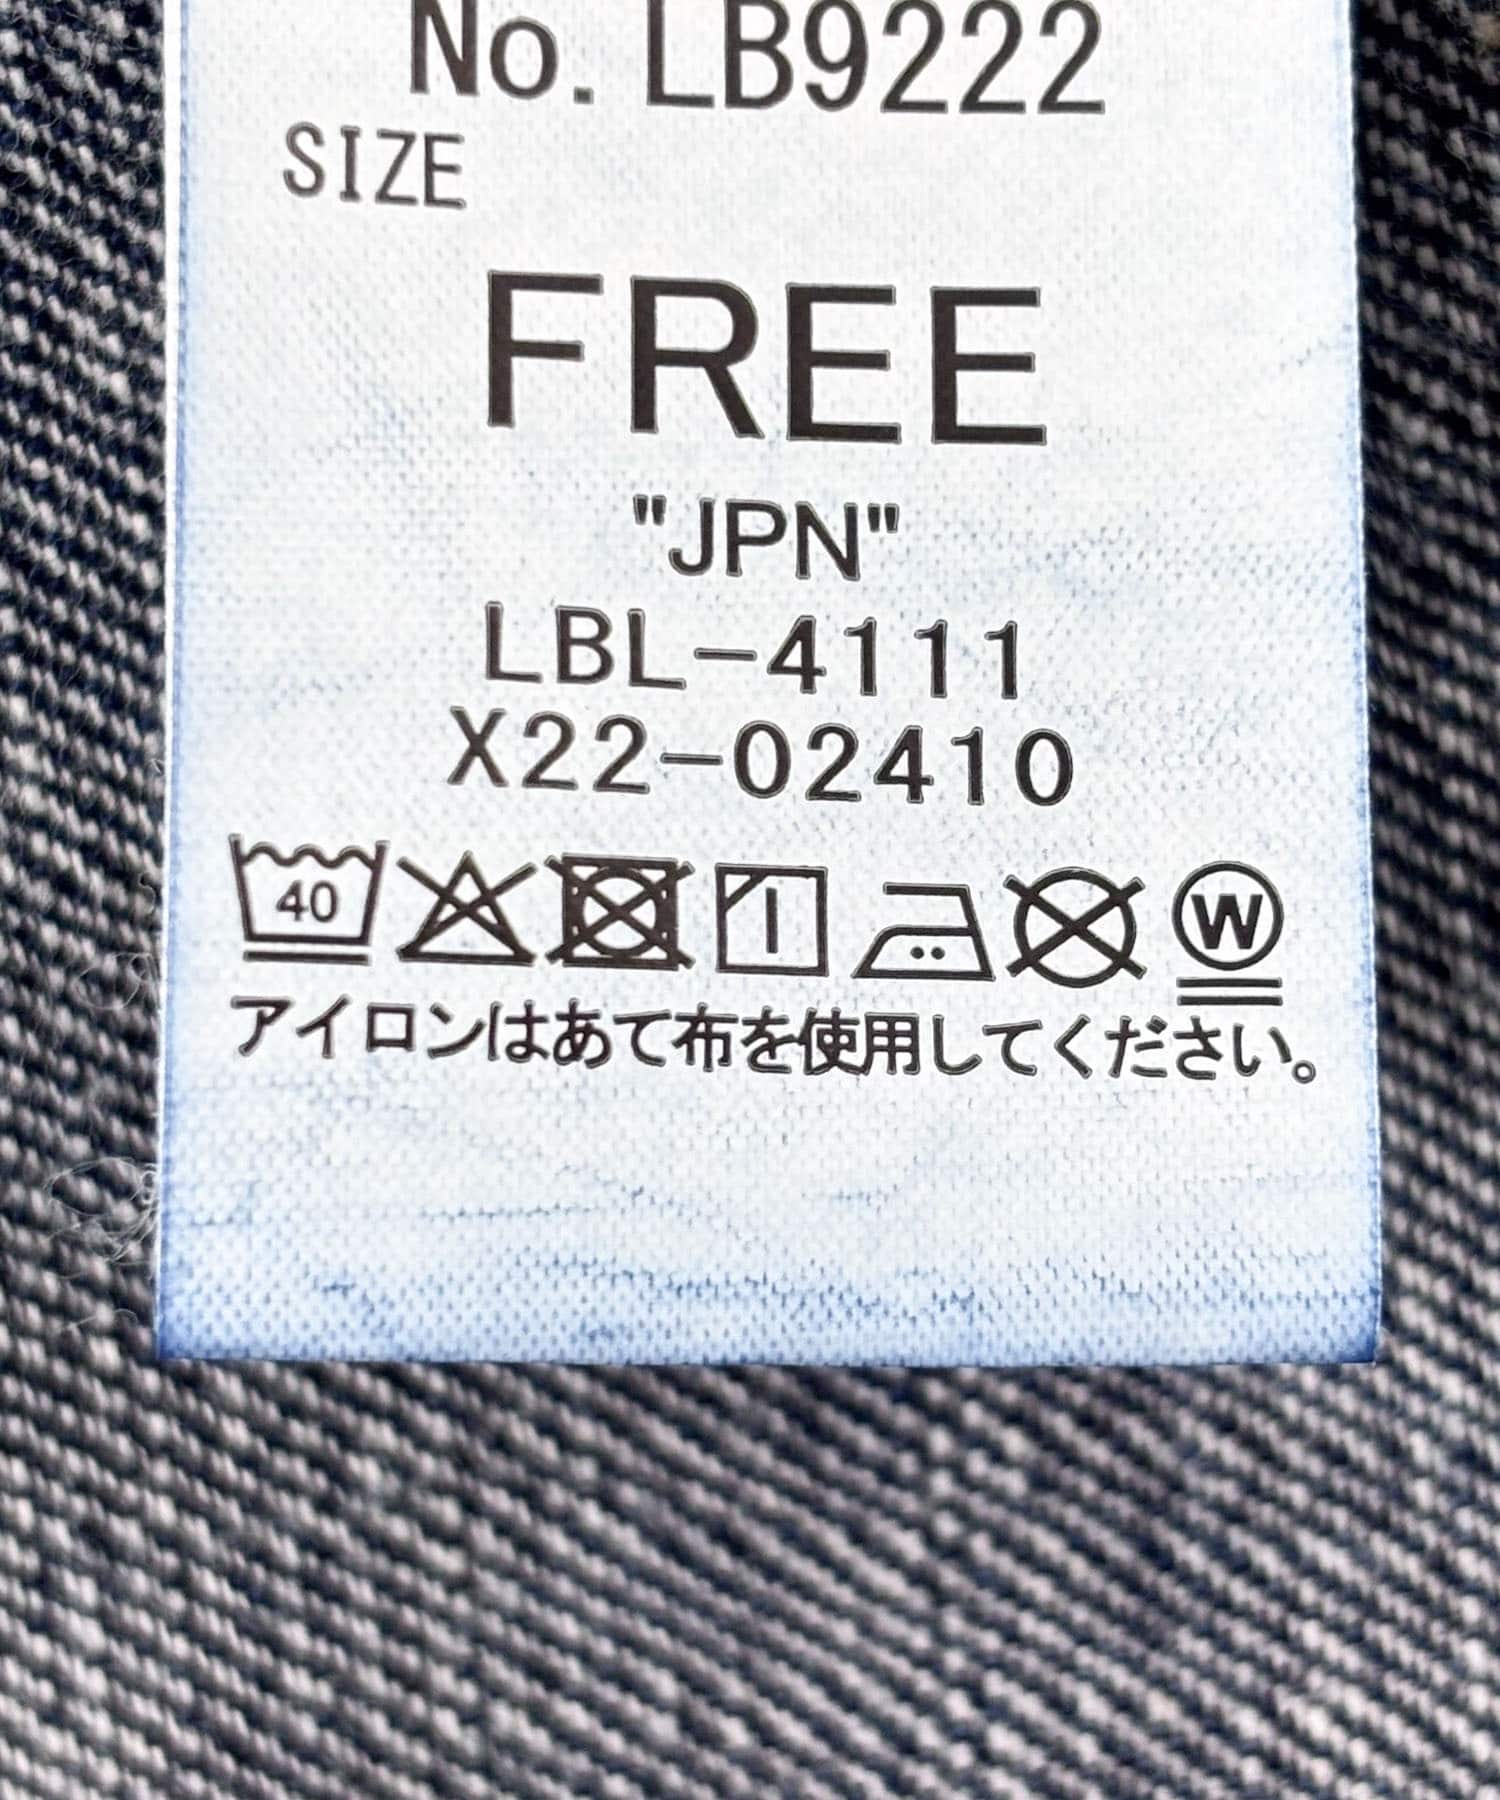 No. LB9222
SIZE
FREE
"JPN"
LBL-4111
X22-02410
40 W
アイロンはあて布を使用してください。